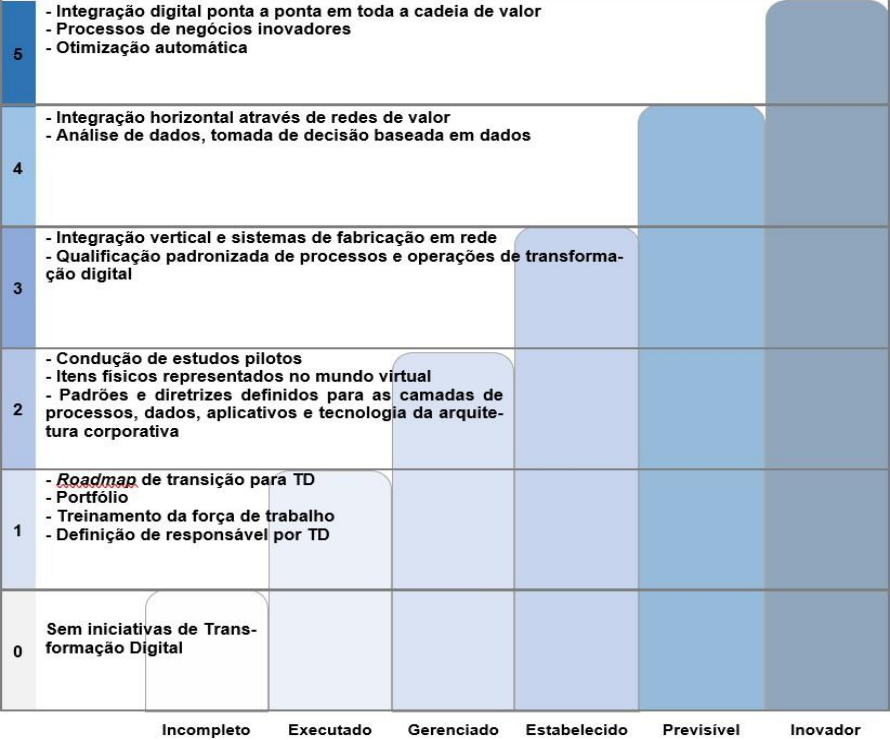 5
- Integração digital ponta a ponta em toda a cadeia de valor
- Processos de negócios inovadores
- Otimização automática
4
- Integração horizontal através de redes de valor
- Análise de dados, tomada de decisão baseada em dados
3
- Integração vertical e sistemas de fabricação em rede
- Qualificação padronizada de processos e operações de transforma-
ção digital
2
- Condução de estudos pilotos
- Itens físicos representados no mundo virtual
- Padrões e diretrizes definidos para as camadas de
processos, dados, aplicativos e tecnologia da arquite-
tura corporativa
1
- Roadmap de transição para TD
- Portfólio
- Treinamento da força de trabalho
- Definição de responsável por TD
0
Sem iniciativas de Trans-
formação Digital
Incompleto Executado Gerenciado Estabelecido Previsível Inovador